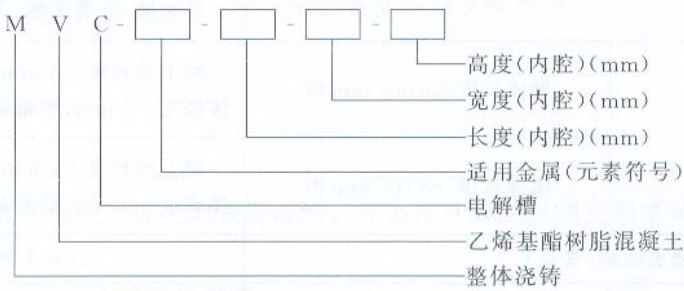 M V C - □ - □ - □ - □
高度(内腔)(mm)
宽度(内腔)(mm)
长度(内腔)(mm)
适用金属(元素符号)
电解槽
乙烯基酯树脂混凝土
整体浇铸